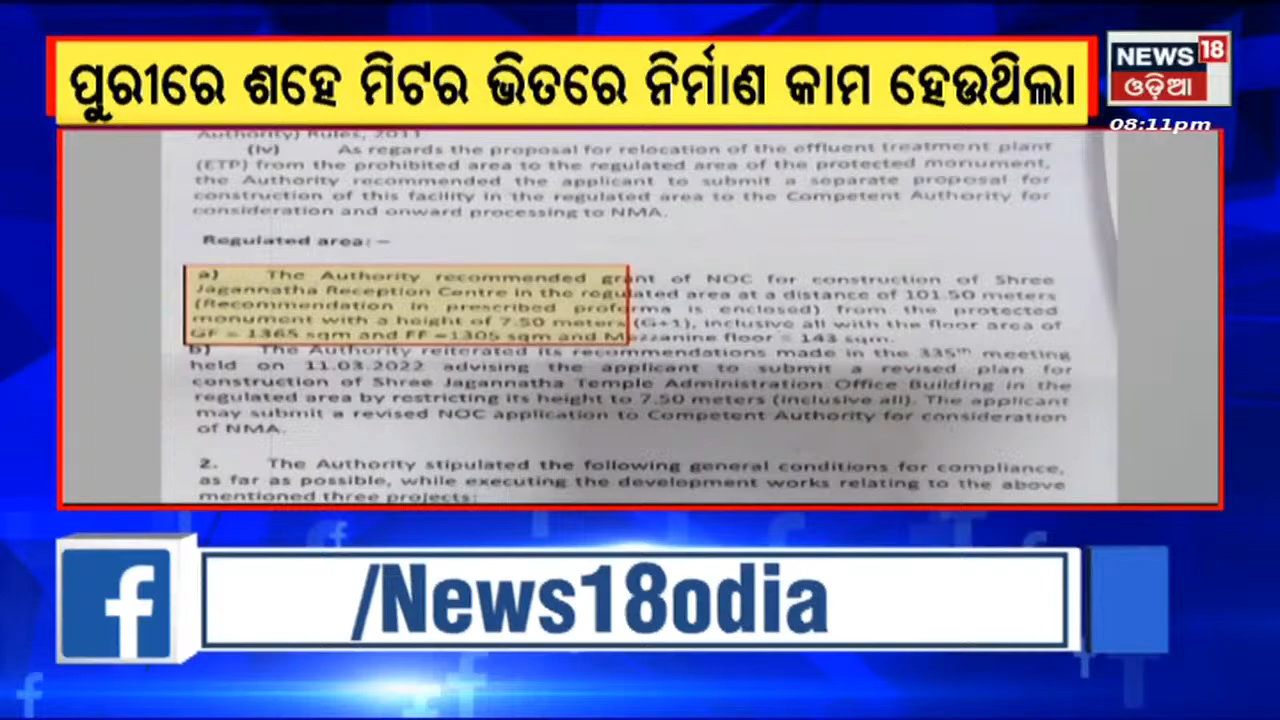 ପୁରୀରେ ଶହେ ମିଟର ଭିତରେ ନିର୍ମାଣ କାମ ହେଉଥିଲା
NEWS 18
ଓଡ଼ିଆ
08:11pm
Authority) Rules, 2011
(iv) As regards the proposal for relocation of the effluent treatment plant
(ETP) from the prohibited area to the regulated area of the protected monument,
the Authority recommended the applicant to submit a separate proposal for
construction of this facility in the regulated area to the Competent Authority for
consideration and onward processing to NMA.
Regulated area: –
a) The Authority recommended grant of NOC for construction of Shree
Jagannatha Reception Centre in the regulated area at a distance of 101.50 meters
(Recommendation in prescribed proforma is enclosed) from the protected
monument with a height of 7.50 meters (G+1), inclusive all with the floor area of
GF = 1365 sqm and FF =1305 sqm and Mezzanine floor = 143 sqm.
b) The Authority reiterated its recommendations made in the 335th meeting
held on 11.03.2022 advising the applicant to submit a revised plan for
construction of Shree Jagannatha Temple Administration Office Building in the
regulated area by restricting its height to 7.50 meters (inclusive all). The applicant
may submit a revised NOC application to Competent Authority for consideration
of NMA.
2. The Authority stipulated the following general conditions for compliance,
as far as possible, while executing the development works relating to the above
mentioned three projects:
f /News18odia